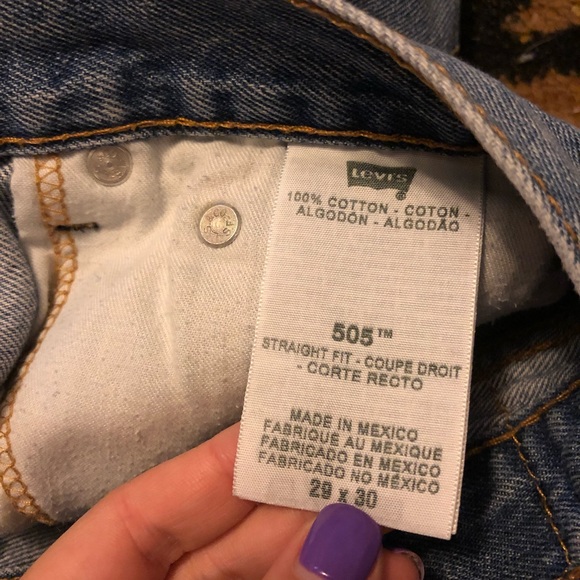 Levi's
100% COTTON - COTON -
ALGODÓN - ALGODÃO
505™
STRAIGHT FIT - COUPE DROIT
- CORTE RECTO
MADE IN MEXICO
FABRIQUÉ AU MEXIQUE
FABRICADO EN MÉXICO
FABRICADO NO MÉXICO
29 x 30